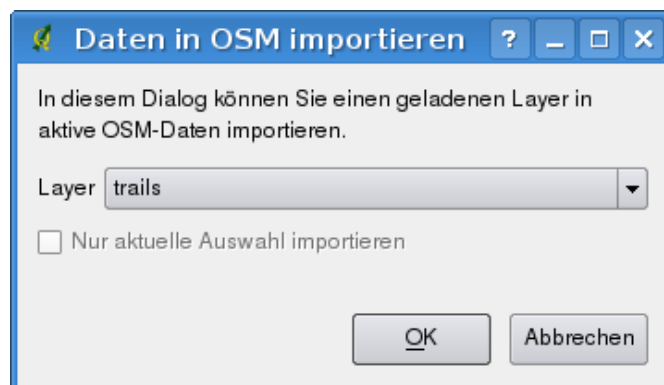 Daten in OSM importieren ?
In diesem Dialog können Sie einen geladenen Layer in
aktive OSM-Daten importieren.
Layer trails
Nur aktuelle Auswahl importieren
OK Abbrechen